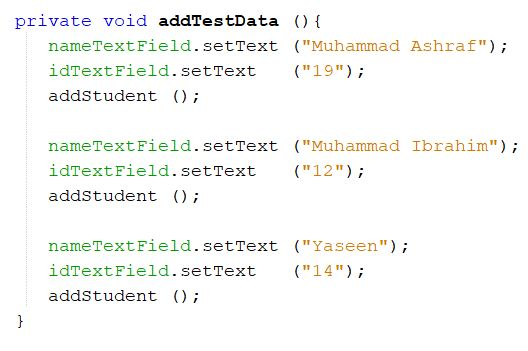 private void addTestData (){
nameTextField.setText ("Muhammad Ashraf");
idTextField.setText   ("19");
addStudent ();
nameTextField.setText ("Muhammad Ibrahim");
idTextField.setText   ("12");
addStudent ();
nameTextField.setText ("Yaseen");
idTextField.setText   ("14");
addStudent ();
}